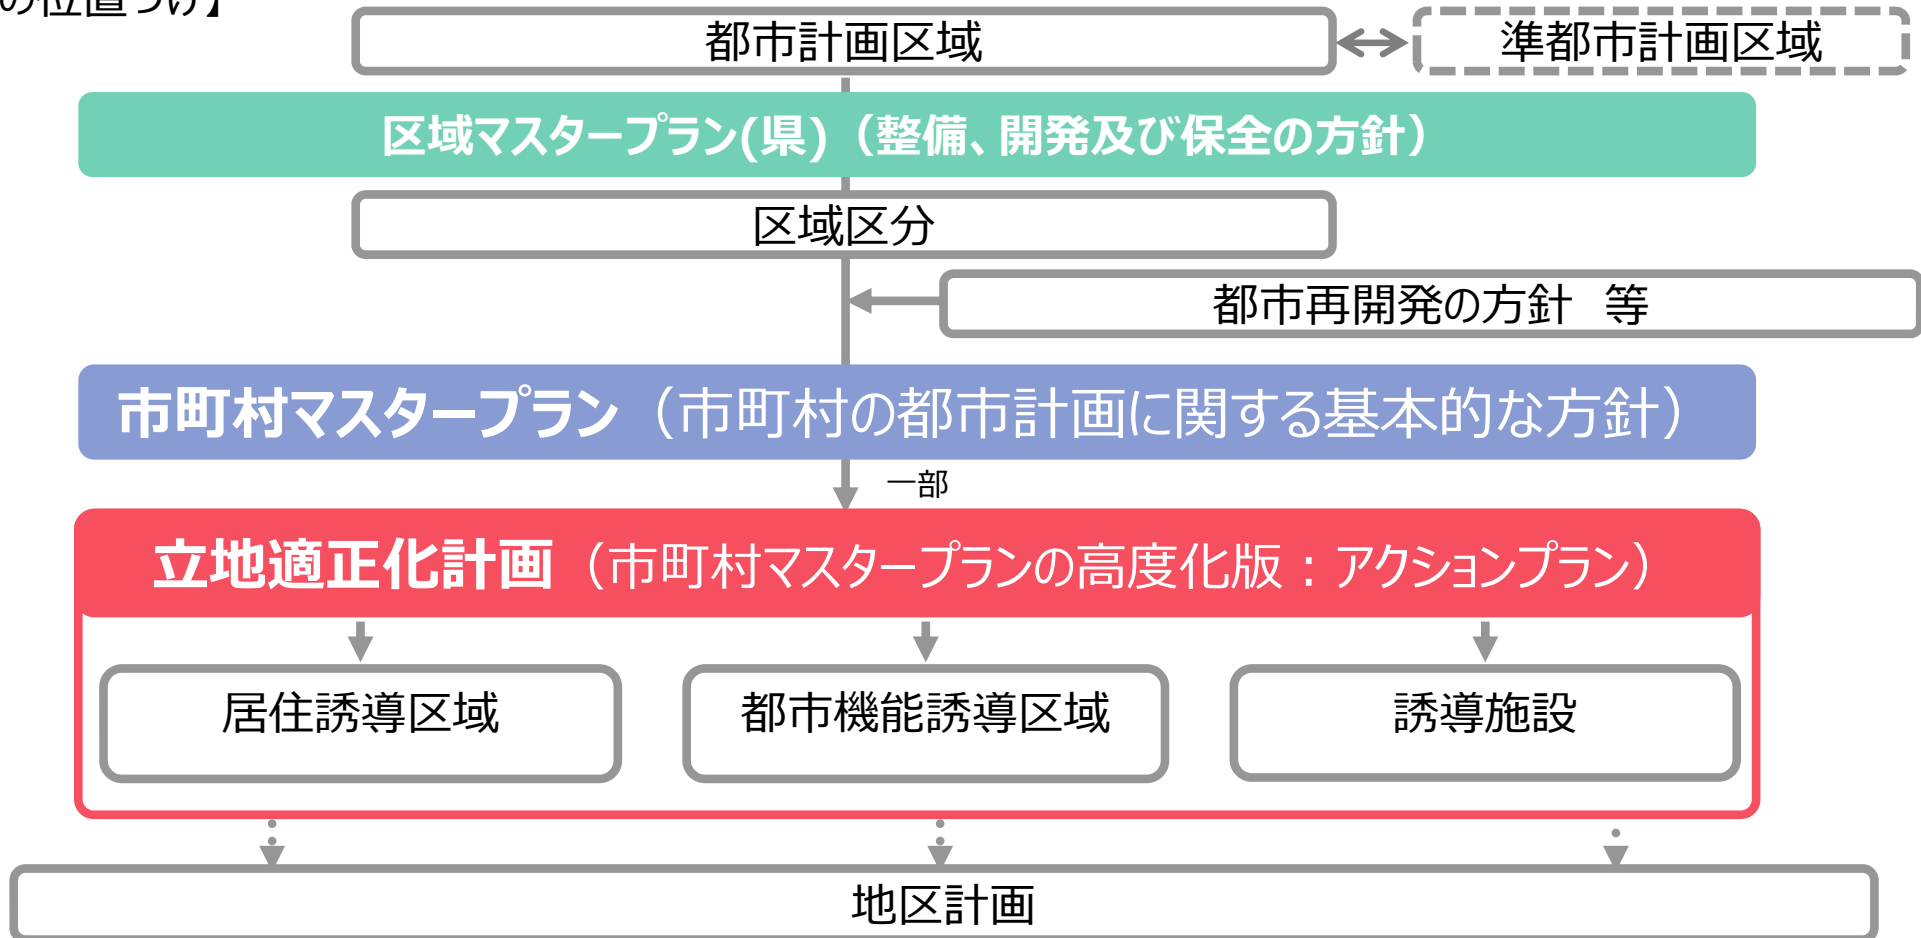 の位置づけ】
都市計画区域
準都市計画区域
区域マスタープラン(県)（整備、開発及び保全の方針）
区域区分
都市再開発の方針　等
市町村マスタープラン（市町村の都市計画に関する基本的な方針）
一部
立地適正化計画（市町村マスタープランの高度化版：アクションプラン）
居住誘導区域
都市機能誘導区域
誘導施設
地区計画